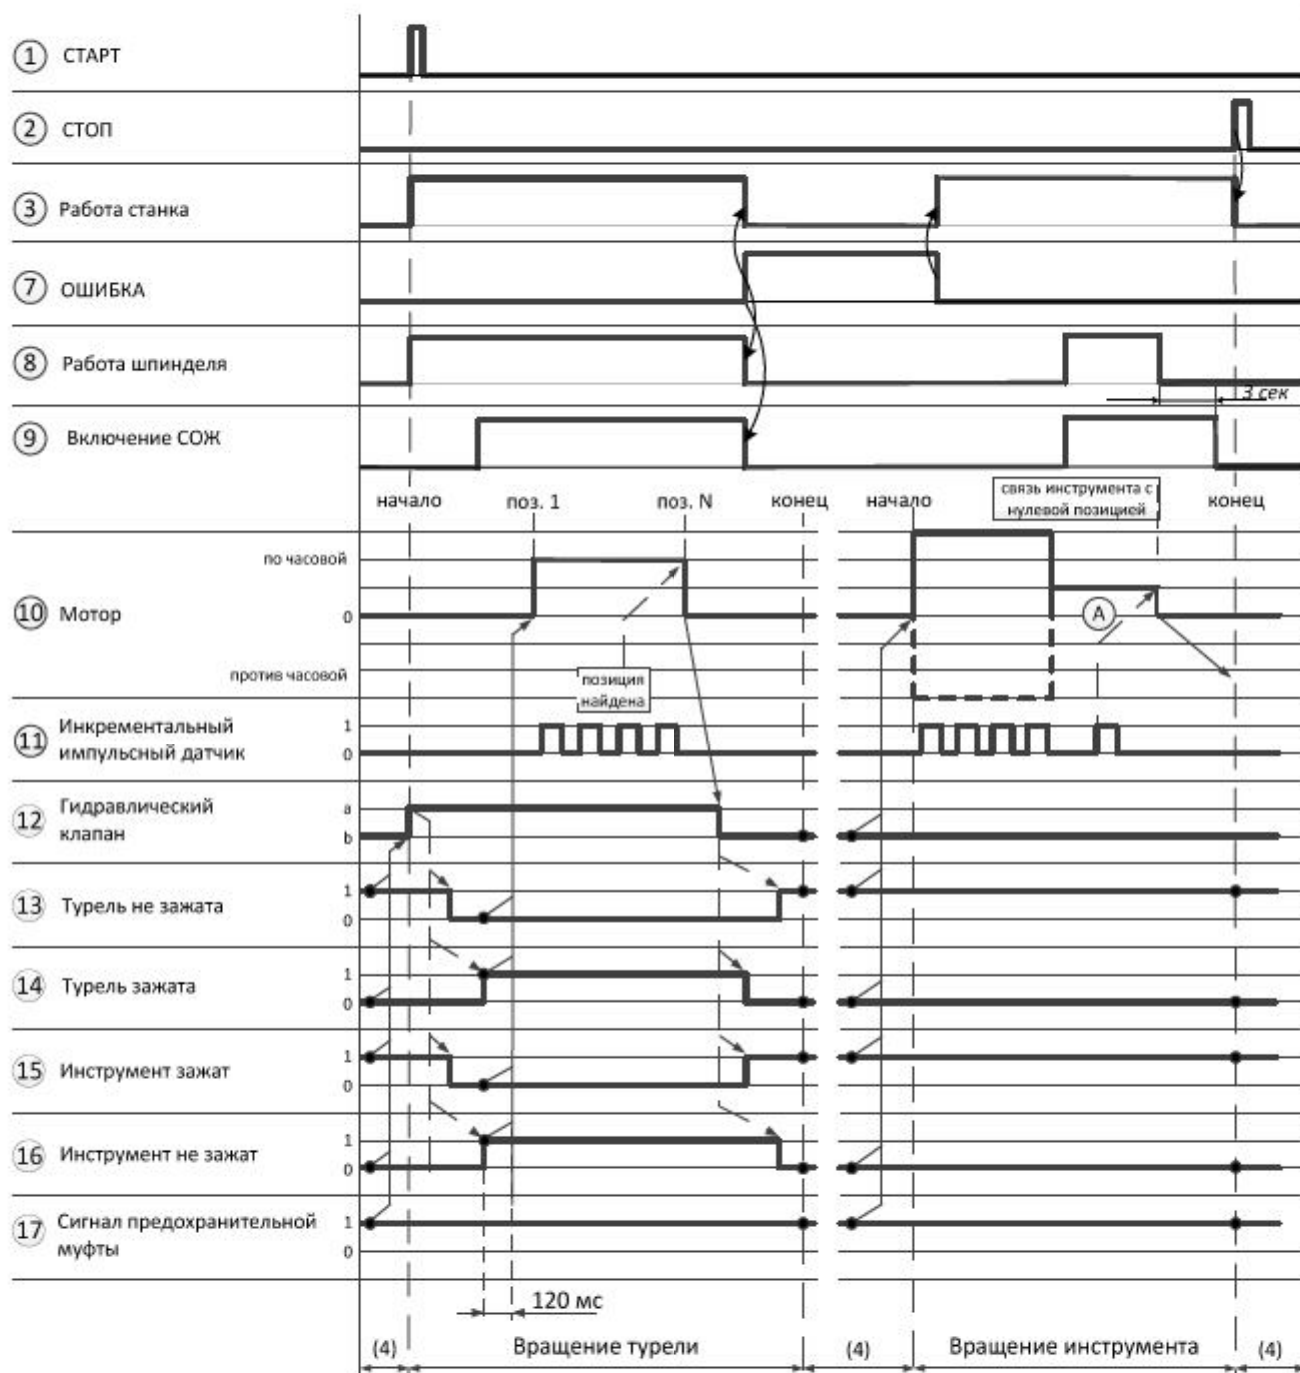 1 СТАРТ
2 СТОП
3 Работа станка
7 ОШИБКА
8 Работа шпинделя
3 сек
9 Включение СОЖ
начало
поз. 1
поз. N
конец
начало
связь инструмента с
нулевой позицией
конец
по часовой
10 Мотор
0
А
против часовой
позиция
найдена
11 Инкрементальный
импульсный датчик
1
0
12 Гидравлический
клапан
a
b
13 Турель не зажата
1
0
14 Турель зажата
1
0
15 Инструмент зажат
1
0
16 Инструмент не зажат
1
0
17 Сигнал предохранительной
муфты
1
0
120 мс
(4)
Вращение турели
(4)
Вращение инструмента
(4)